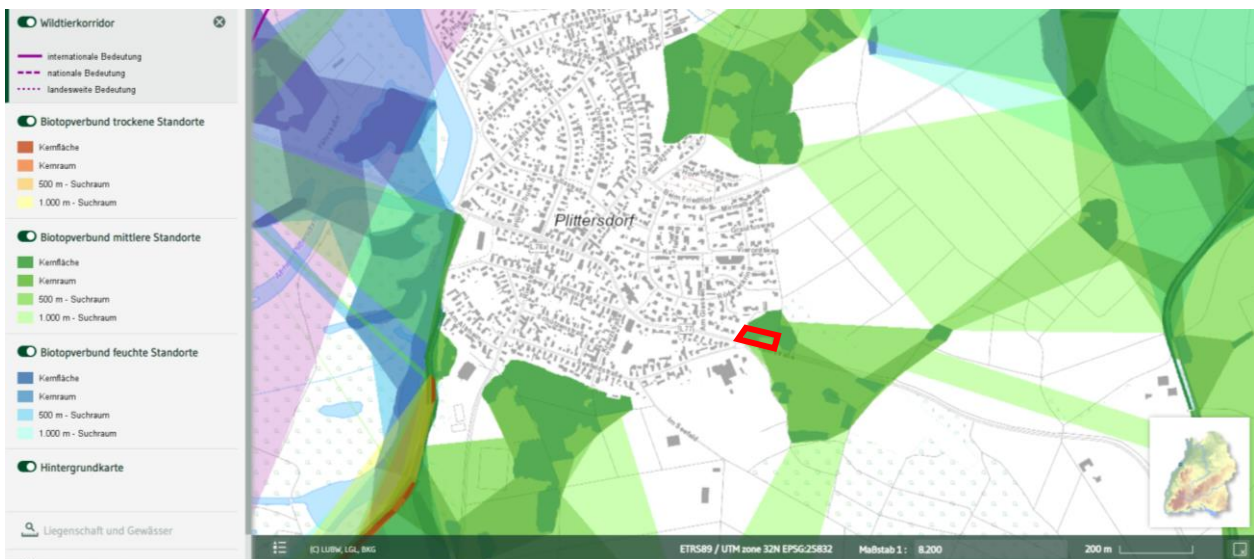 Wildtierkorridor
internationale Bedeutung
nationale Bedeutung
landesweite Bedeutung
Biotopverbund trockene Standorte
Kernfläche
Kernraum
500 m - Suchraum
1.000 m - Suchraum
Biotopverbund mittlere Standorte
Kernfläche
Kernraum
500 m - Suchraum
1.000 m - Suchraum
Biotopverbund feuchte Standorte
Kernfläche
Kernraum
500 m - Suchraum
1.000 m - Suchraum
Hintergrundkarte
Liegenschaft und Gewässer
Plittersdorf
Im Seefeld
(C) LUBW, LGL, BKG
ETRS89 / UTM zone 32N EPSG:25832
Maßstab 1 : 8.200
200 m